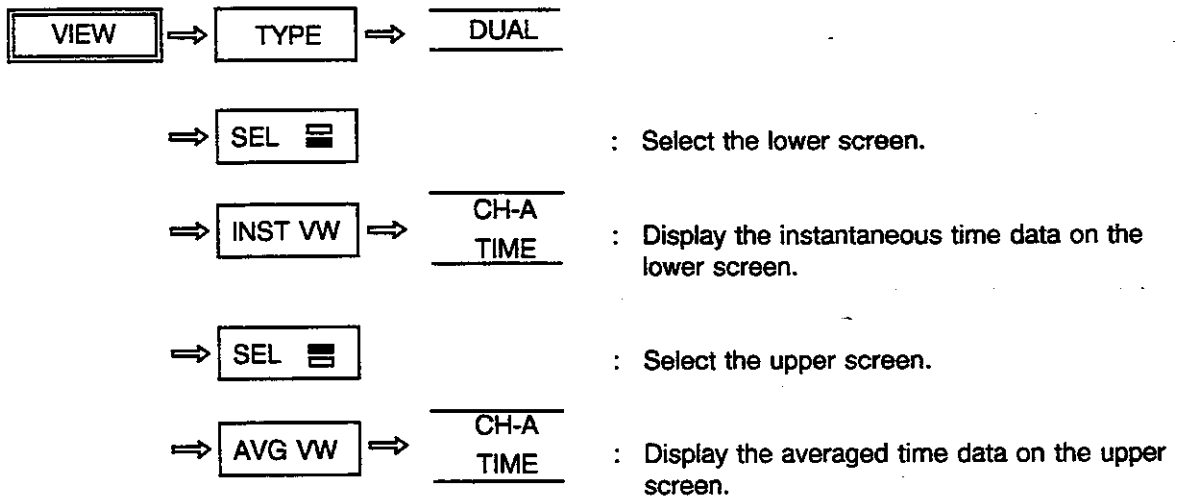 VIEW ⇒ TYPE ⇒ DUAL
⇒ SEL : Select the lower screen.
⇒ INST VW ⇒ CH-A
TIME
: Display the instantaneous time data on the
lower screen.
⇒ SEL : Select the upper screen.
⇒ AVG VW ⇒ CH-A
TIME
: Display the averaged time data on the upper
screen.